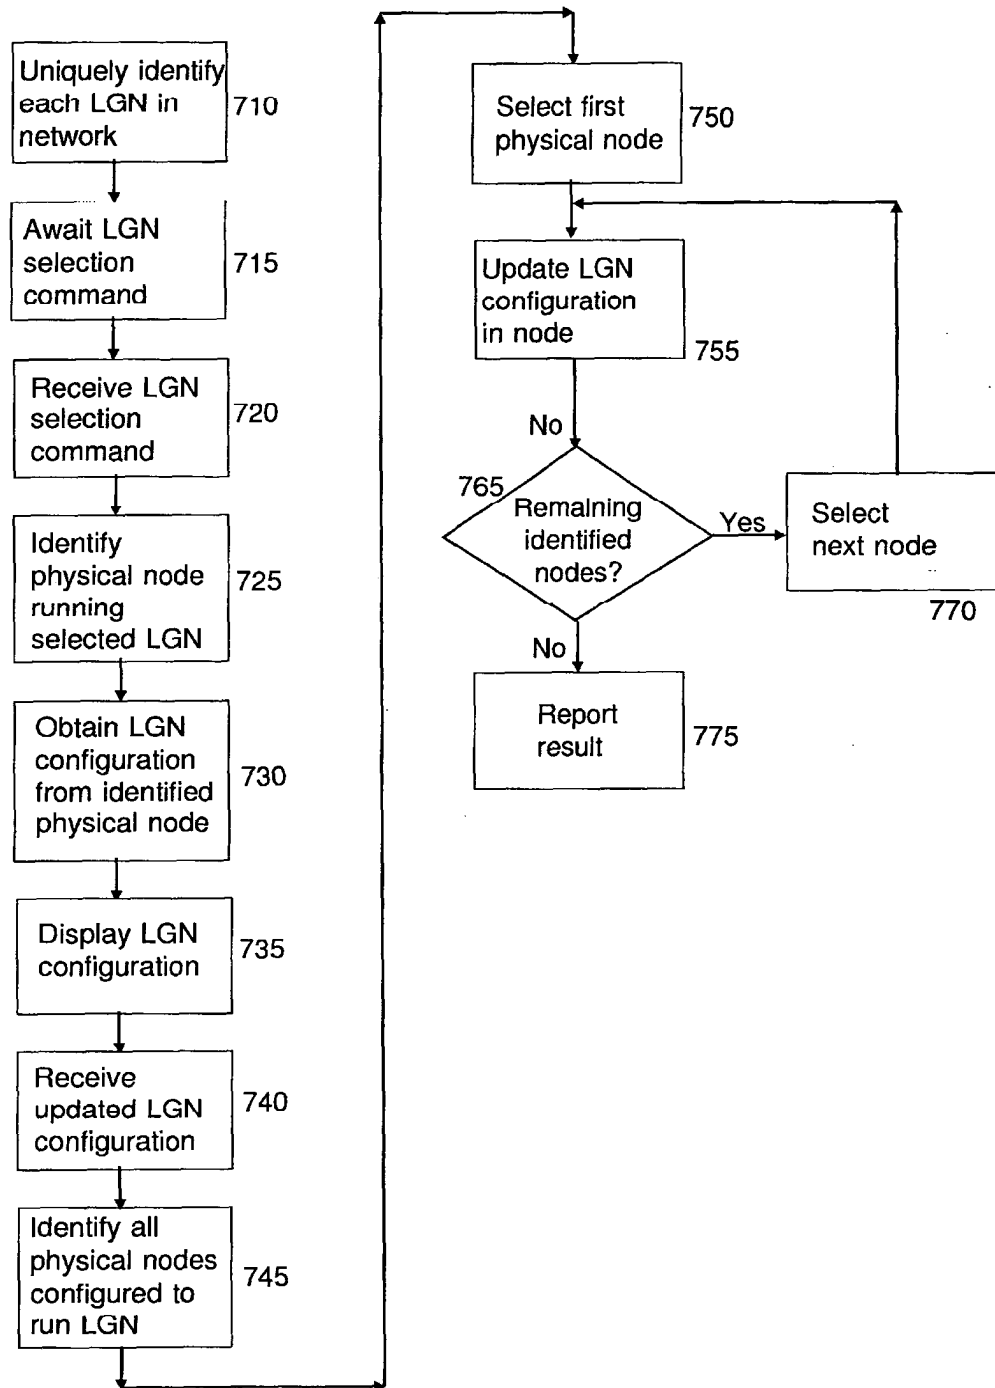 Uniquely identify
each LGN in
network
710
Await LGN
selection
command
715
Receive LGN
selection
command
720
Identify
physical node
running
selected LGN
725
Obtain LGN
configuration
from identified
physical node
730
Display LGN
configuration
735
Receive
updated LGN
configuration
740
Identify all
physical nodes
configured to
run LGN
745
Select first
physical node
750
Update LGN
configuration
in node
755
No
765
Remaining
identified
nodes?
Yes
Select
next node
770
No
Report
result
775